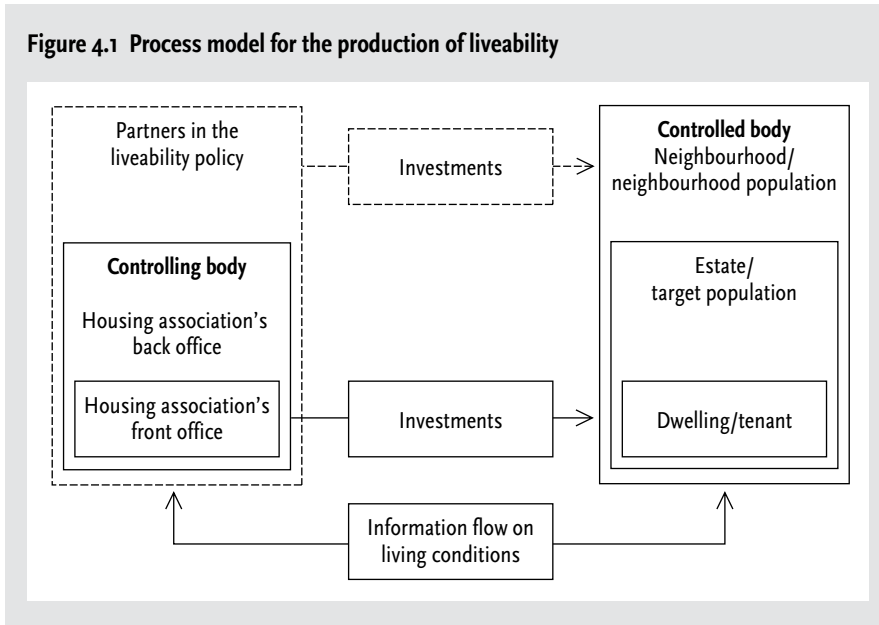 Figure 4.1 Process model for the production of liveability
Partners in the
liveability policy
Investments
Controlled body
Neighbourhood/
neighbourhood population
Controlling body
Housing association's
back office
Estate/
target population
Housing association's
front office
Investments
Dwelling/tenant
Information flow on
living conditions